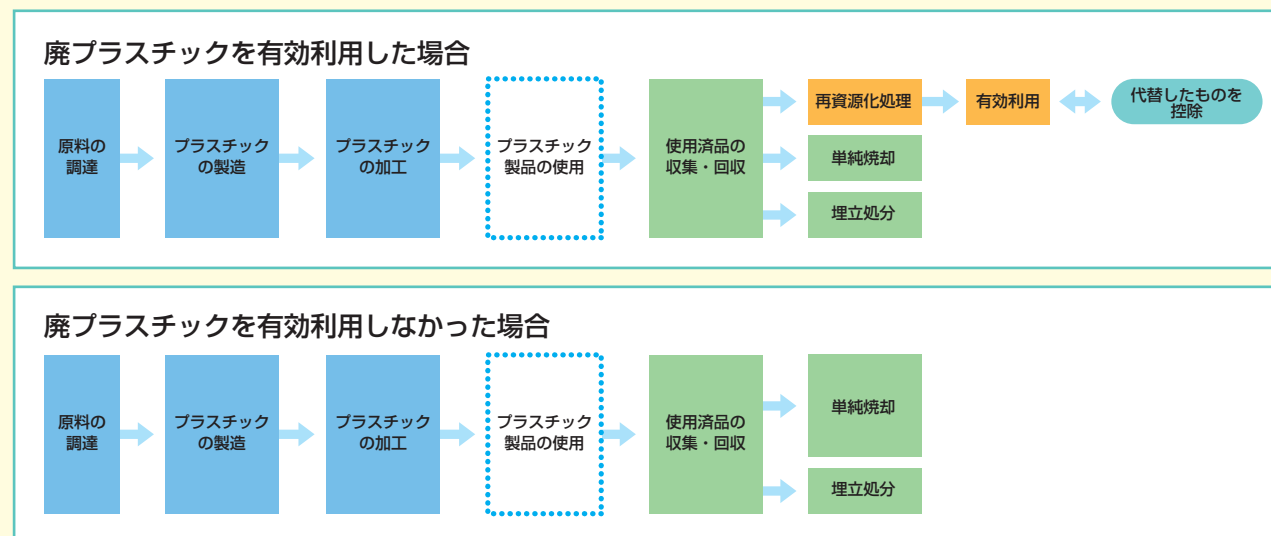 廃プラスチックを有効利用した場合
原料の
調達
プラスチック
の製造
プラスチック
の加工
プラスチック
製品の使用
使用済品の
収集・回収
再資源化処理
有効利用
代替したものを
控除
単純焼却
埋立処分
廃プラスチックを有効利用しなかった場合
原料の
調達
プラスチック
の製造
プラスチック
の加工
プラスチック
製品の使用
使用済品の
収集・回収
単純焼却
埋立処分